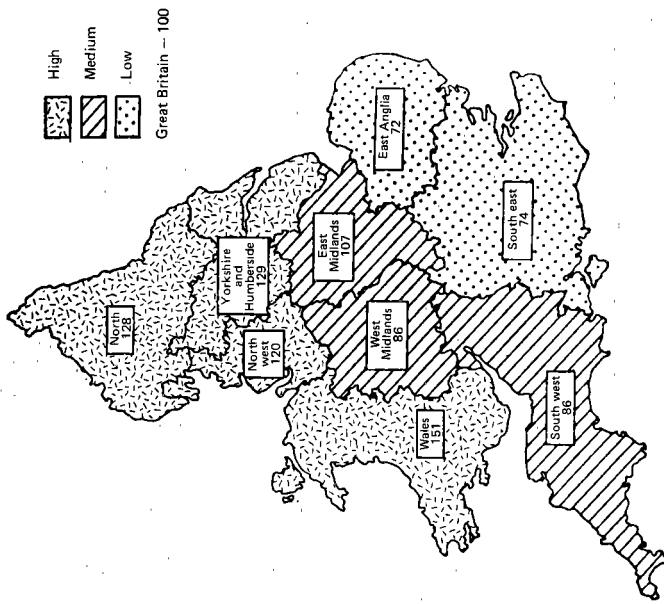 High
Medium
Low
Great Britain — 100
North
128
Yorkshire
and
Humberside
129
North
west
120
East
Midlands
107
West
Midlands
86
East Anglia
72
Wales
151
South east
74
South west
86